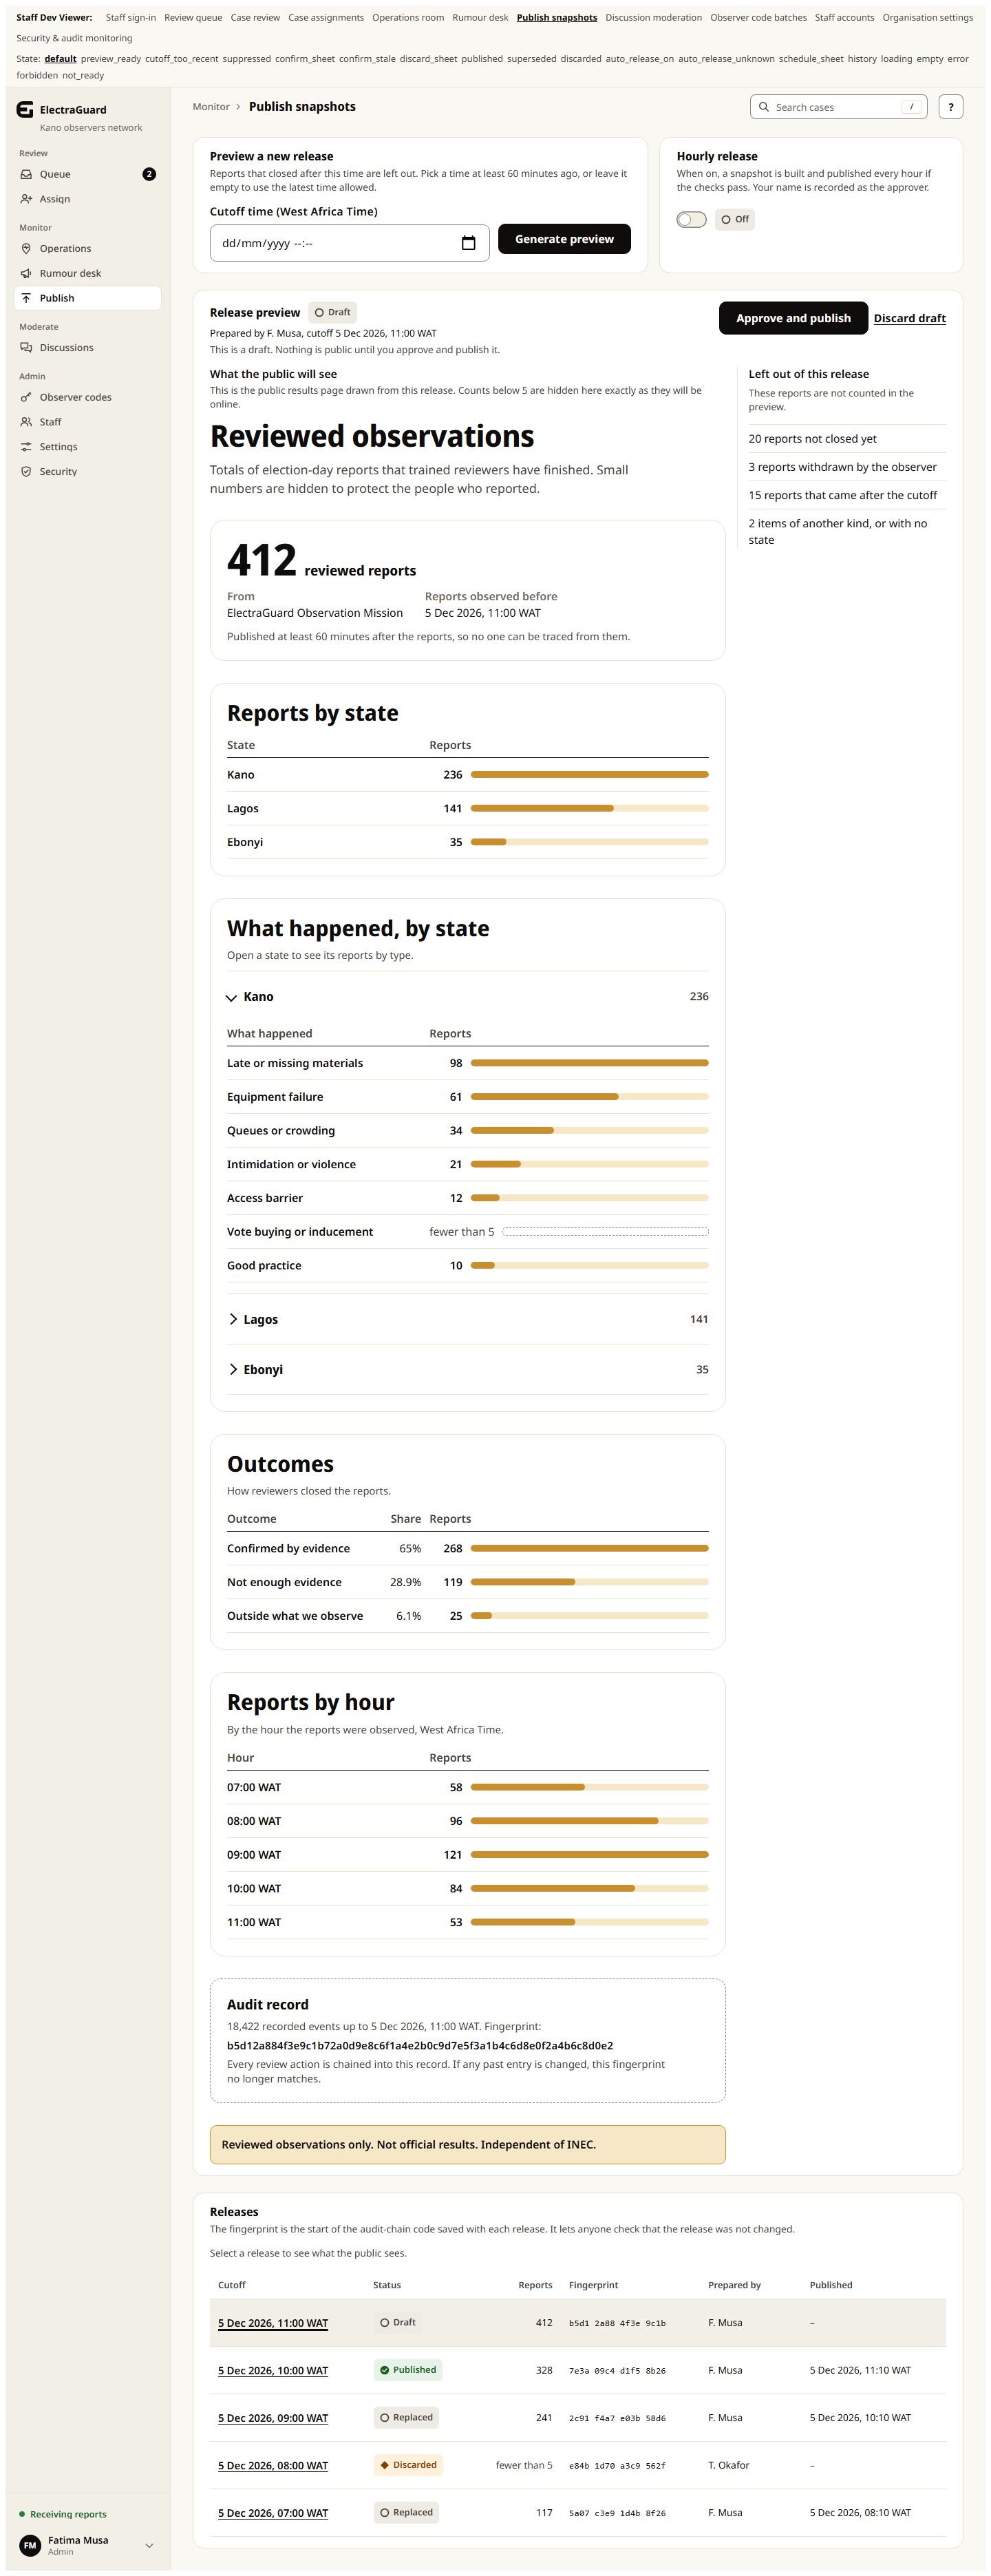 Staff Dev Viewer: Staff sign-in Review queue Case review Case assignments Operations room Rumour desk Publish snapshots Discussion moderation Observer code batches Staff accounts Organisation settings
Security & audit monitoring
State: default preview_ready cutoff_too_recent suppressed confirm_sheet confirm_stale discard_sheet published superseded discarded auto_release_on auto_release_unknown schedule_sheet history loading empty error
forbidden not_ready
ElectraGuard
Kano observers network
Review
Queue 2
Assign
Monitor
Operations
Rumour desk
Publish
Moderate
Discussions
Admin
Observer codes
Staff
Settings
Security
Receiving reports
FM Fatima Musa
Admin
Monitor > Publish snapshots
Search cases /
?
Preview a new release
Reports that closed after this time are left out. Pick a time at least 60 minutes ago, or leave it
empty to use the latest time allowed.
Cutoff time (West Africa Time)
dd/mm/yyyy --:--
Generate preview
Hourly release
When on, a snapshot is built and published every hour if
the checks pass. Your name is recorded as the approver.
Off
Release preview Draft
Prepared by F. Musa, cutoff 5 Dec 2026, 11:00 WAT
This is a draft. Nothing is public until you approve and publish it.
Approve and publish Discard draft
What the public will see
This is the public results page drawn from this release. Counts below 5 are hidden here exactly as they will be
online.
Reviewed observations
Totals of election-day reports that trained reviewers have finished. Small
numbers are hidden to protect the people who reported.
Left out of this release
These reports are not counted in the
preview.
20 reports not closed yet
3 reports withdrawn by the observer
15 reports that came after the cutoff
2 items of another kind, or with no
state
412 reviewed reports
From Reports observed before
ElectraGuard Observation Mission 5 Dec 2026, 11:00 WAT
Published at least 60 minutes after the reports, so no one can be traced from them.
Reports by state
State Reports
Kano 236
Lagos 141
Ebonyi 35
What happened, by state
Open a state to see its reports by type.
Kano 236
What happened Reports
Late or missing materials 98
Equipment failure 61
Queues or crowding 34
Intimidation or violence 21
Access barrier 12
Vote buying or inducement fewer than 5
Good practice 10
Lagos 141
Ebonyi 35
Outcomes
How reviewers closed the reports.
Outcome Share Reports
Confirmed by evidence 65% 268
Not enough evidence 28.9% 119
Outside what we observe 6.1% 25
Reports by hour
By the hour the reports were observed, West Africa Time.
Hour Reports
07:00 WAT 58
08:00 WAT 96
09:00 WAT 121
10:00 WAT 84
11:00 WAT 53
Audit record
18,422 recorded events up to 5 Dec 2026, 11:00 WAT. Fingerprint:
b5d12a884f3e9c1b72a0d9e8c6f1a4e2b0c9d7e5f3a1b4c6d8e0f2a4b6c8d0e2
Every review action is chained into this record. If any past entry is changed, this fingerprint
no longer matches.
Reviewed observations only. Not official results. Independent of INEC.
Releases
The fingerprint is the start of the audit-chain code saved with each release. It lets anyone check that the release was not changed.
Select a release to see what the public sees.
Cutoff Status Reports Fingerprint Prepared by Published
5 Dec 2026, 11:00 WAT Draft 412 b5d1 2a88 4f3e 9c1b F. Musa –
5 Dec 2026, 10:00 WAT Published 328 7e3a 09c4 d1f5 8b26 F. Musa 5 Dec 2026, 11:10 WAT
5 Dec 2026, 09:00 WAT Replaced 241 2c91 f4a7 e03b 58d6 F. Musa 5 Dec 2026, 10:10 WAT
5 Dec 2026, 08:00 WAT Discarded fewer than 5 e84b 1d70 a3c9 562f T. Okafor –
5 Dec 2026, 07:00 WAT Replaced 117 5a07 c3e9 1d4b 8f26 F. Musa 5 Dec 2026, 08:10 WAT